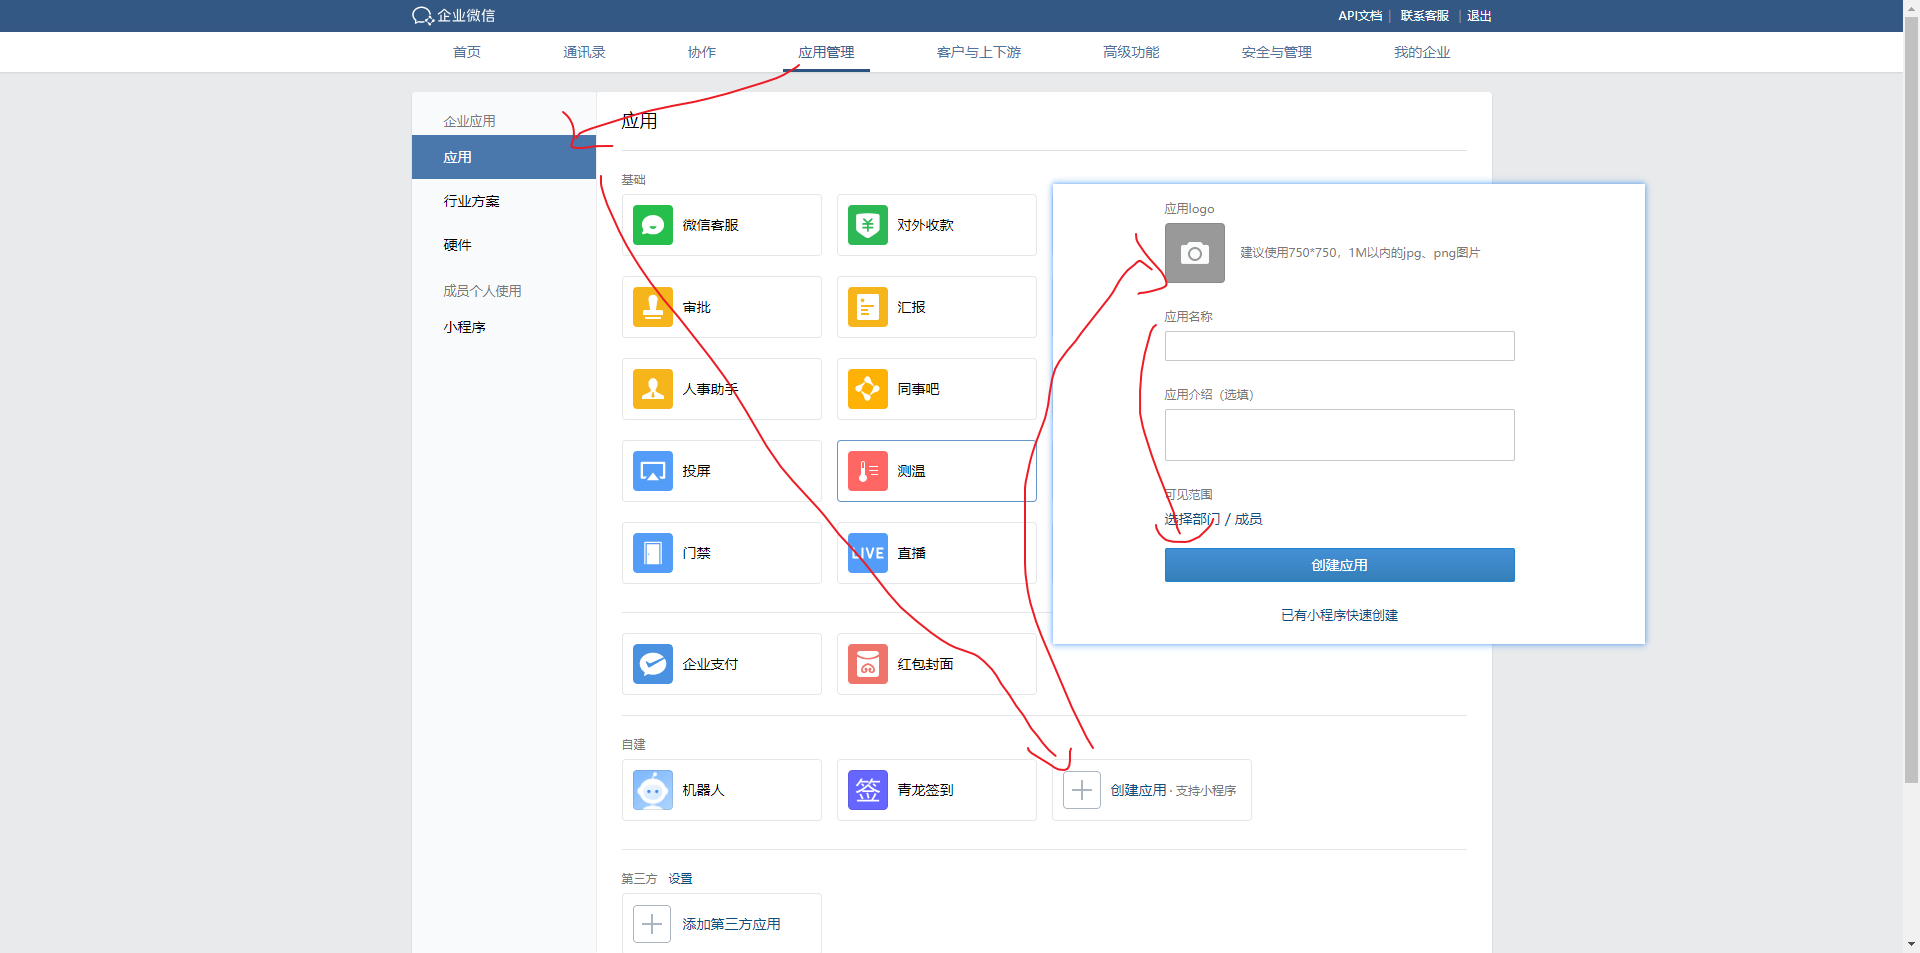 企业微信
API文档 | 联系客服 | 退出
首页 通讯录 协作 应用管理 客户与上下游 高级功能 安全与管理 我的企业
企业应用
应用
行业方案
硬件
成员个人使用
小程序
应用
基础
微信客服 对外收款
审批 汇报
人事助手 同事吧
投屏 测温
门禁 LIVE 直播
企业支付 红包封面
自建
机器人 签 青龙签到 创建应用 · 支持小程序
第三方 设置
添加第三方应用
应用logo
建议使用750*750，1M以内的jpg、png图片
应用名称
应用介绍（选填）
可见范围
选择部门 / 成员
创建应用
已有小程序快速创建